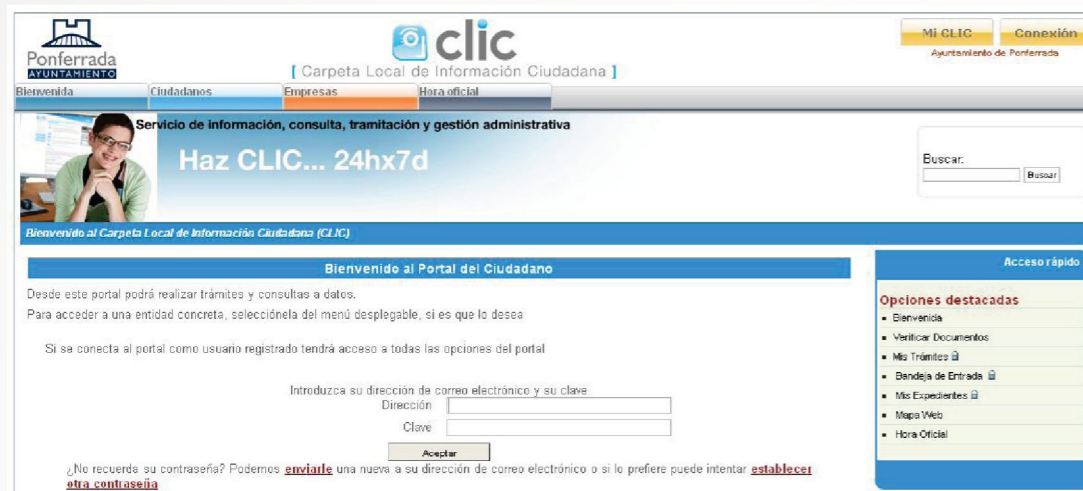 Ponferrada
AYUNTAMIENTO
clic
[ Carpeta Local de Información Ciudadana ]
Mi CLIC
Conexión
Ayuntamiento de Ponferrada
Bienvenida
Ciudadanos
Empresas
Hora oficial
Servicio de información, consulta, tramitación y gestión administrativa
Haz CLIC... 24hx7d
Buscar:
Buscar
Bienvenido al Carpeta Local de Información Ciudadana (CLIC)
Bienvenido al Portal del Ciudadano
Desde este portal podrá realizar trámites y consultas a datos.
Para acceder a una entidad concreta, selecciónela del menú desplegable, si es que lo desea
Si se conecta al portal como usuario registrado tendrá acceso a todas las opciones del portal
Introduzca su dirección de correo electrónico y su clave
Dirección
Clave
Aceptar
¿No recuerda su contraseña? Podemos enviarle una nueva a su dirección de correo electrónico o si lo prefiere puede intentar establecer
otra contraseña
Acceso rápido
Opciones destacadas
Bienvenida
Verificar Documentos
Mis Trámites
Bandeja de Entrada
Mis Expedientes
Mapa Web
Hora Oficial